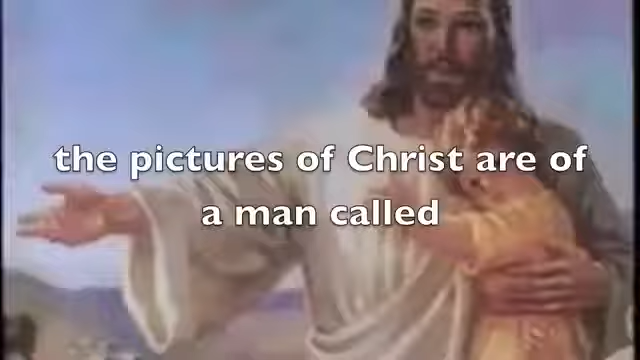 the pictures of Christ are of
a man called